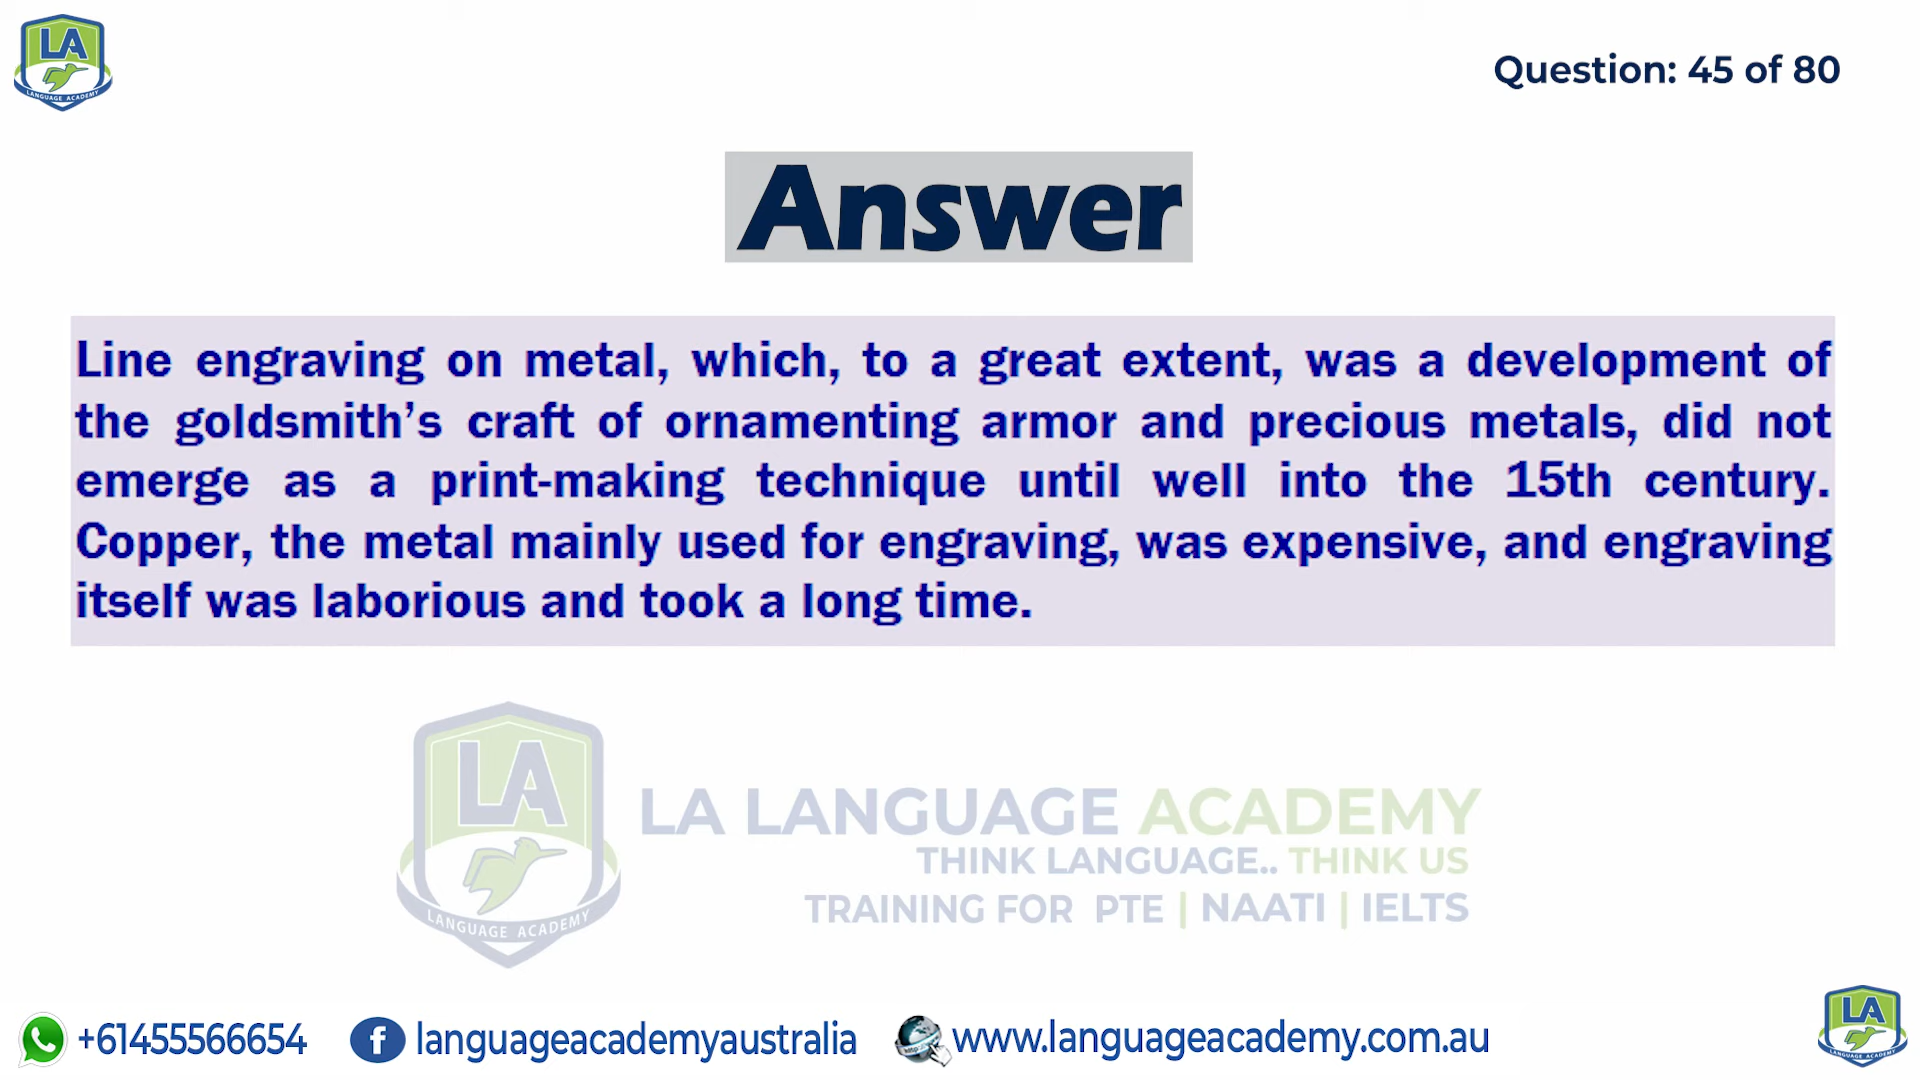 LA
LANGUAGE ACADEMY
Question: 45 of 80
Answer
Line engraving on metal, which, to a great extent, was a development of
the goldsmith’s craft of ornamenting armor and precious metals, did not
emerge as a print-making technique until well into the 15th century.
Copper, the metal mainly used for engraving, was expensive, and engraving
itself was laborious and took a long time.
LA
LANGUAGE ACADEMY
LA LANGUAGE ACADEMY
THINK LANGUAGE.. THINK US
TRAINING FOR PTE | NAATI | IELTS
+61455566654
f languageacademyaustralia
http www.languageacademy.com.au
LA
LANGUAGE ACADEMY